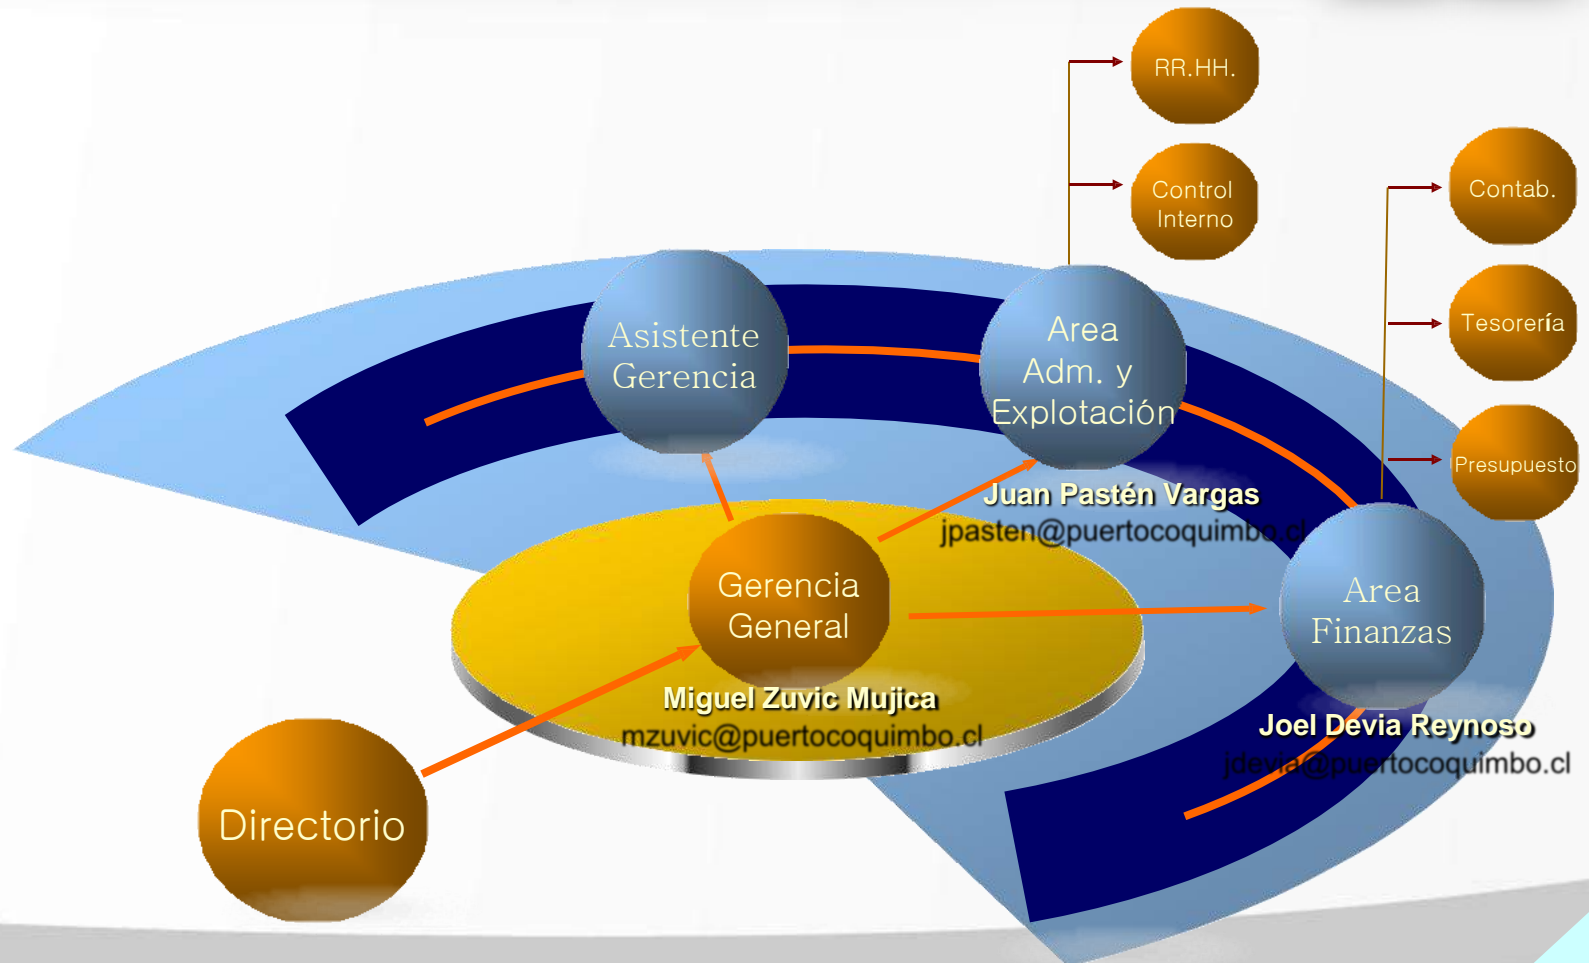 RR.HH.
Control
Interno
Contab.
Tesorería
Presupuesto
Asistente
Gerencia
Area
Adm. y
Explotación
Juan Pastén Vargas
jpasten@puertocoquimbo.cl
Gerencia
General
Miguel Zuvic Mujica
mzuvic@puertocoquimbo.cl
Area
Finanzas
Joel Devia Reynoso
jdevia@puertocoquimbo.cl
Directorio